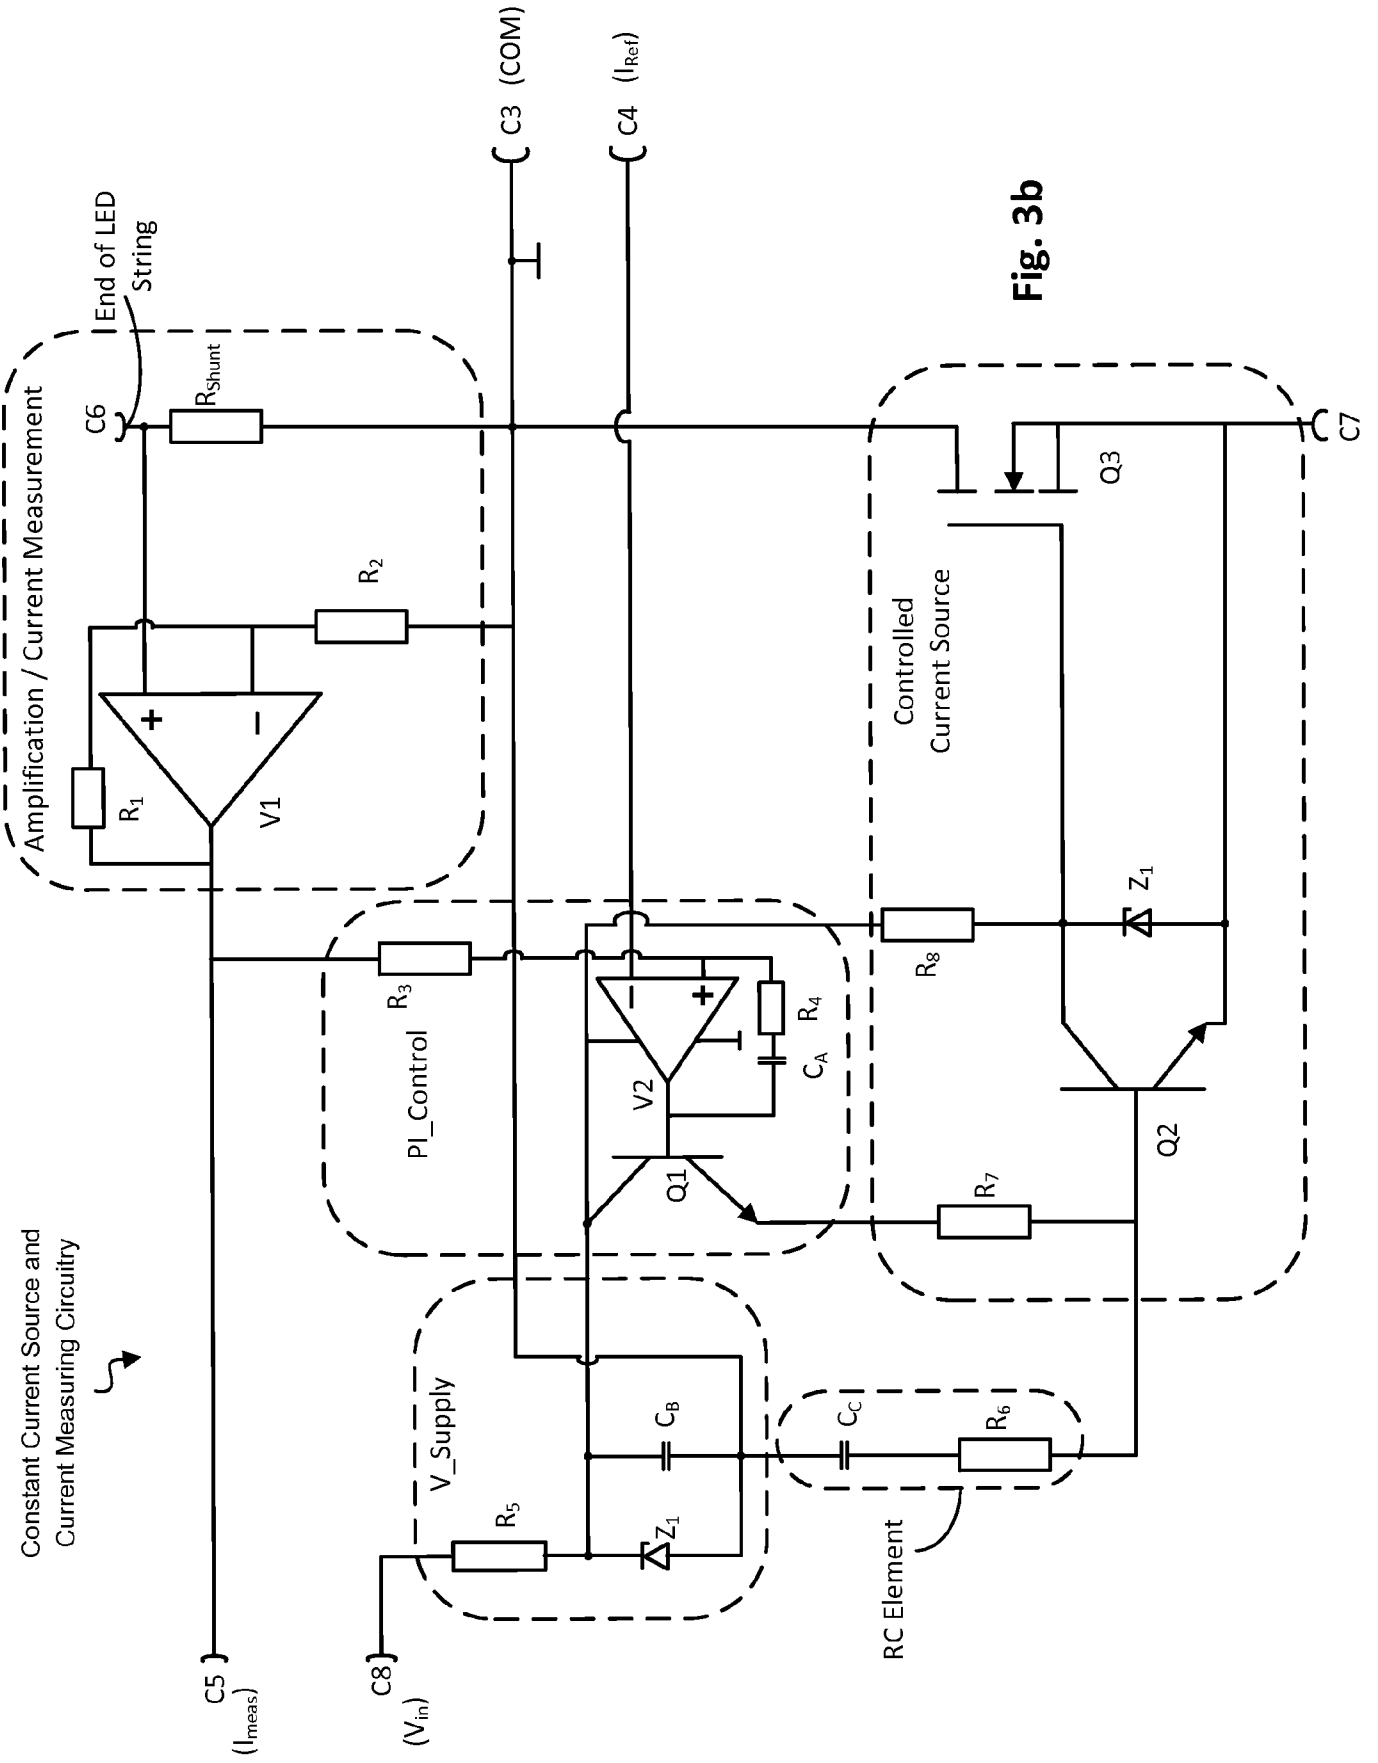 Constant Current Source and
Current Measuring Circuitry
C5
(Imeas)
C8
(Vin)
Amplification / Current Measurement
C6
End of LED
String
RShunt
R1
V1
R2
C3 (COM)
C4 (IRef)
PI_Control
R3
V2
R4
CA
Q1
V_Supply
R5
Z1
CB
RC Element
CC
R6
Controlled
Current Source
R8
R7
Q2
Z1
Q3
C7
+
−
−
+
Fig. 3b